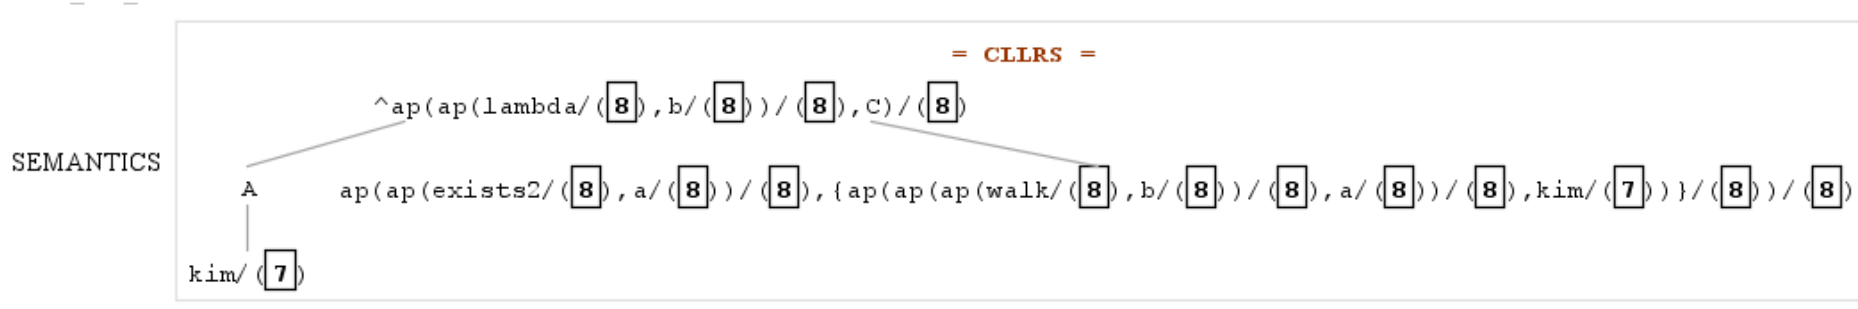 = CLLRS =
^ap(ap(lambda/(8),b/(8))/(8),C)/(8)
SEMANTICS
A ap(ap(exists2/(8),a/(8))/(8),{ap(ap(ap(walk/(8),b/(8))/(8),a/(8))/(8),kim/(7))}/(8))/(8)
kim/(7)